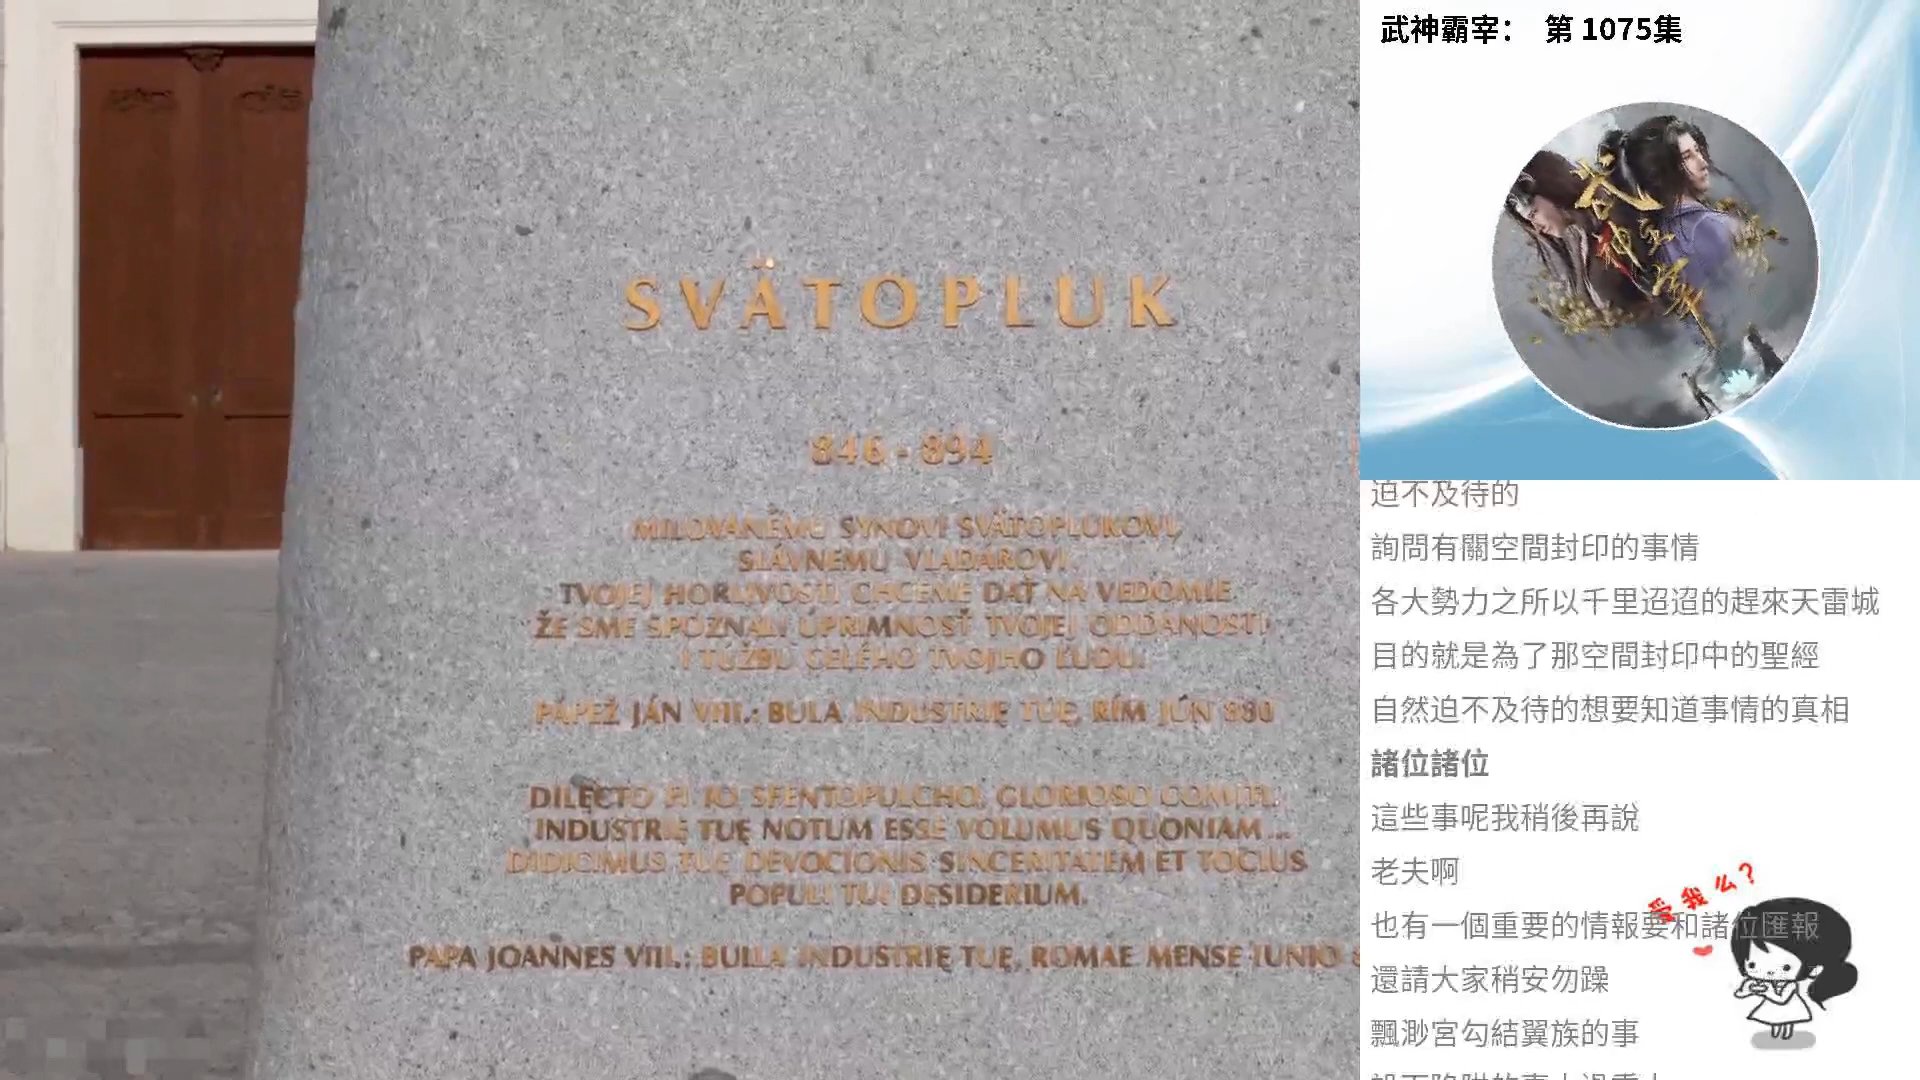 SVÄTOPLUK
846 - 894
MILOVANÉMU SYNOVI SVÄTOPLUKOVI,
SLÁVNEMU VLADÁROVI.
TVOJEJ HORLIVOSTI CHCEME DAŤ NA VEDOMIE,
ŽE SME SPOZNALI ÚPRIMNOSŤ TVOJEJ ODDANOSTI
I TÚŽBU CELÉHO TVOJHO ĽUDU.
PÁPEŽ JÁN VIII.: BULA INDUSTRIĘ TUĘ, RÍM JÚN 880
DILĘCTO FILIO SFENTOPULCHO, GLORIOSO COMITI.
INDUSTRIĘ TUĘ NOTUM ESSE VOLUMUS QUONIAM ...
DIDICIMUS TUĘ DEVOCIONIS SINCERITATEM ET TOCIUS
POPULI TUI DESIDERIUM.
PAPA JOANNES VIII.: BULLA INDUSTRIĘ TUĘ, ROMAE MENSE IUNIO
武神霸宰： 第 1075集
迫不及待的
詢問有關空間封印的事情
各大勢力之所以千里迢迢的趕來天雷城
目的就是為了那空間封印中的聖經
自然迫不及待的想要知道事情的真相
諸位諸位
這些事呢我稍後再說
老夫啊
爱我么?
也有一個重要的情報要和諸位匯報
還請大家稍安勿躁
飄渺宮勾結翼族的事